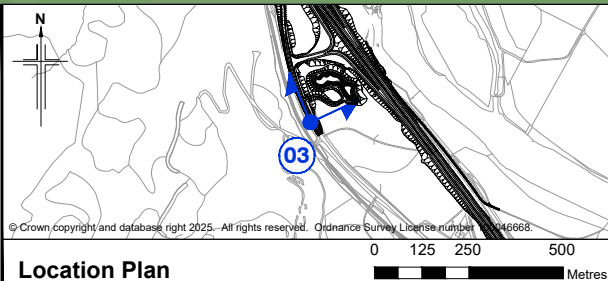 N
03
© Crown copyright and database right 2025. All rights reserved. Ordnance Survey License number 100046668.
Location Plan
0 125 250 500
Metres